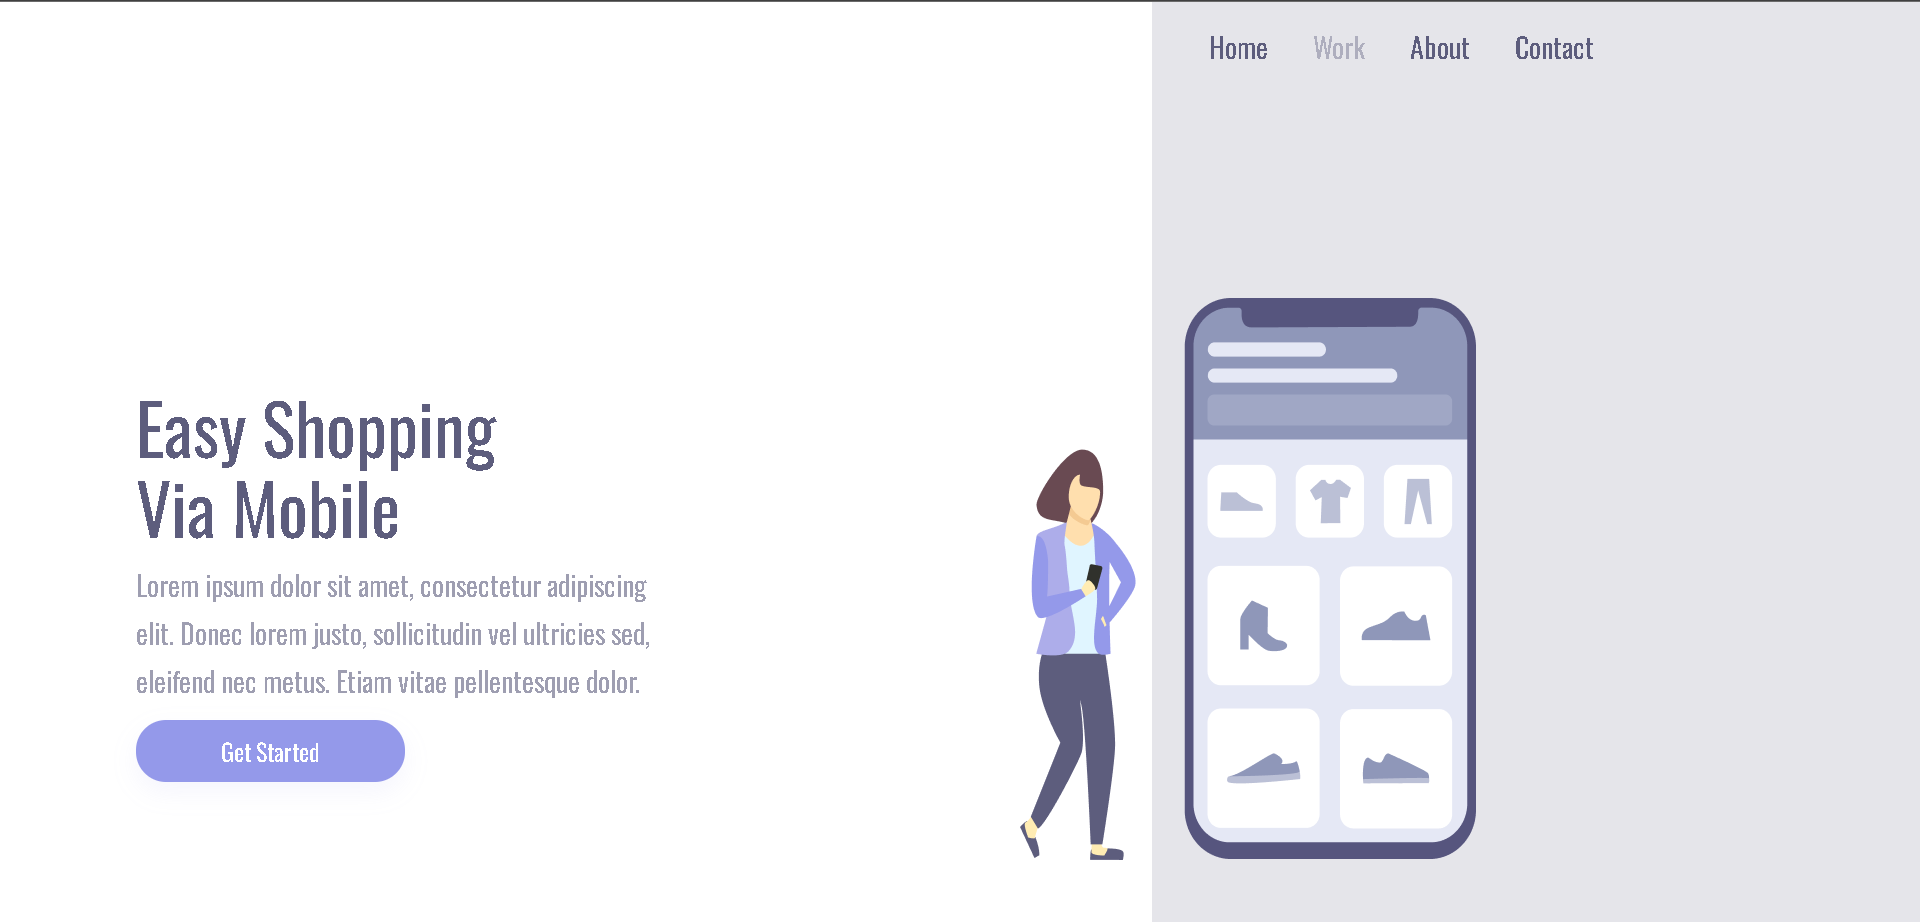 Home Work About Contact
Easy Shopping
Via Mobile
Lorem ipsum dolor sit amet, consectetur adipiscing
elit. Donec lorem justo, sollicitudin vel ultricies sed,
eleifend nec metus. Etiam vitae pellentesque dolor.
Get Started